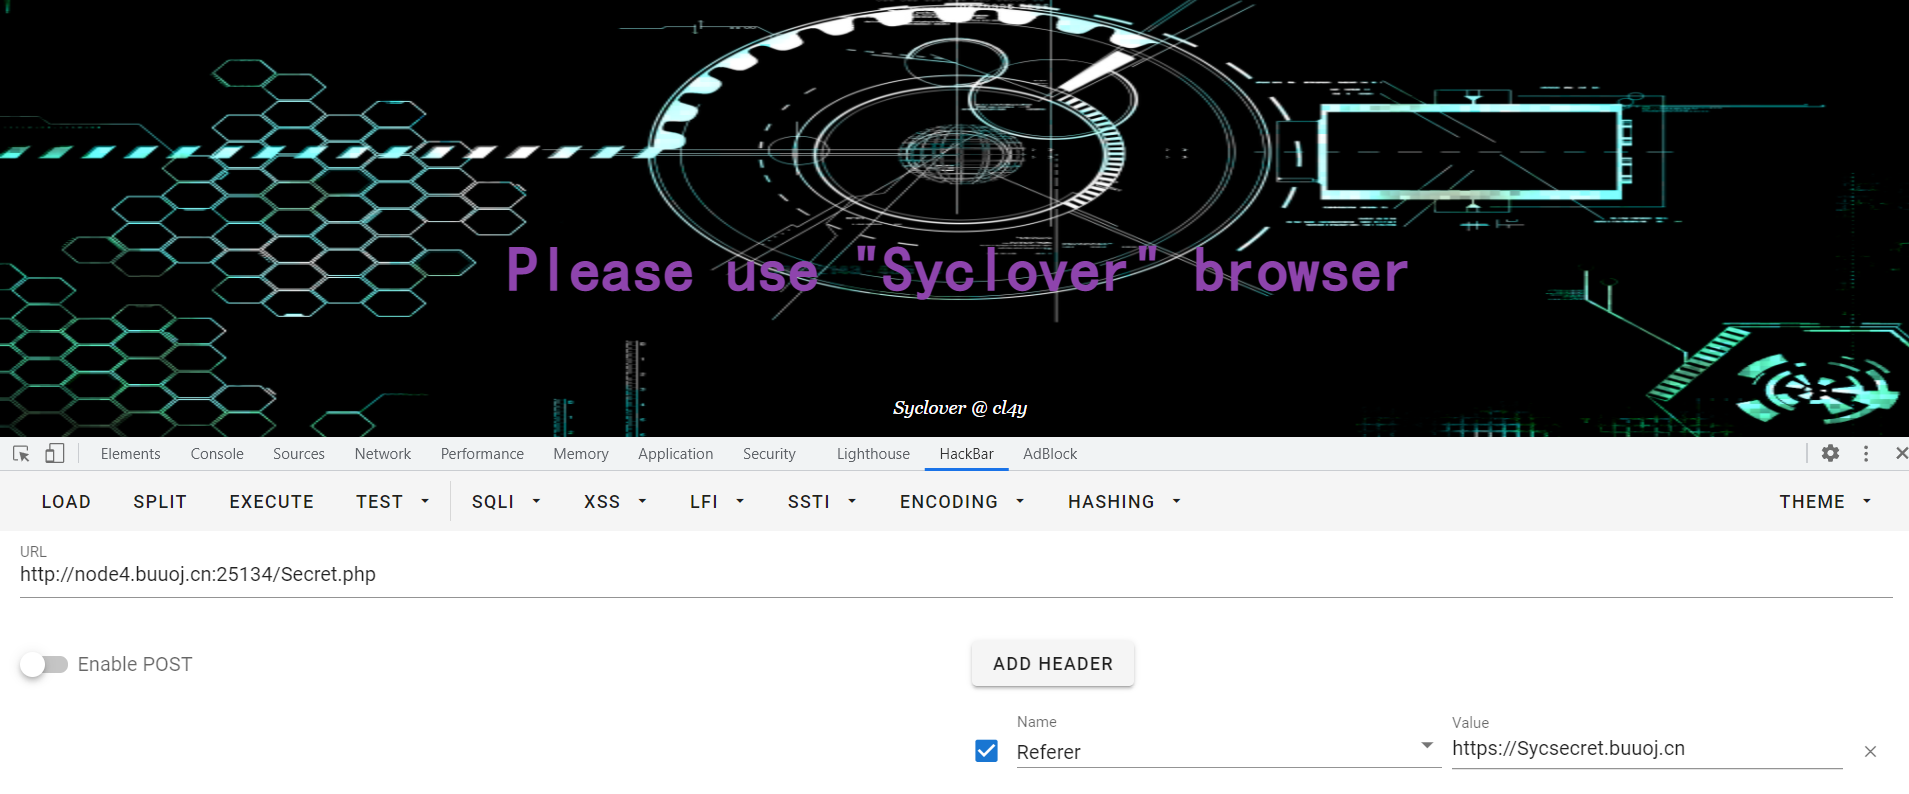 Please use "Syclover" browser
Syclover @ cl4y
Elements Console Sources Network Performance Memory Application Security Lighthouse HackBar AdBlock
LOAD SPLIT EXECUTE TEST SQLI XSS LFI SSTI ENCODING HASHING THEME
URL
http://node4.buuoj.cn:25134/Secret.php
Enable POST
ADD HEADER
Name Value
Referer https://Sycsecret.buuoj.cn